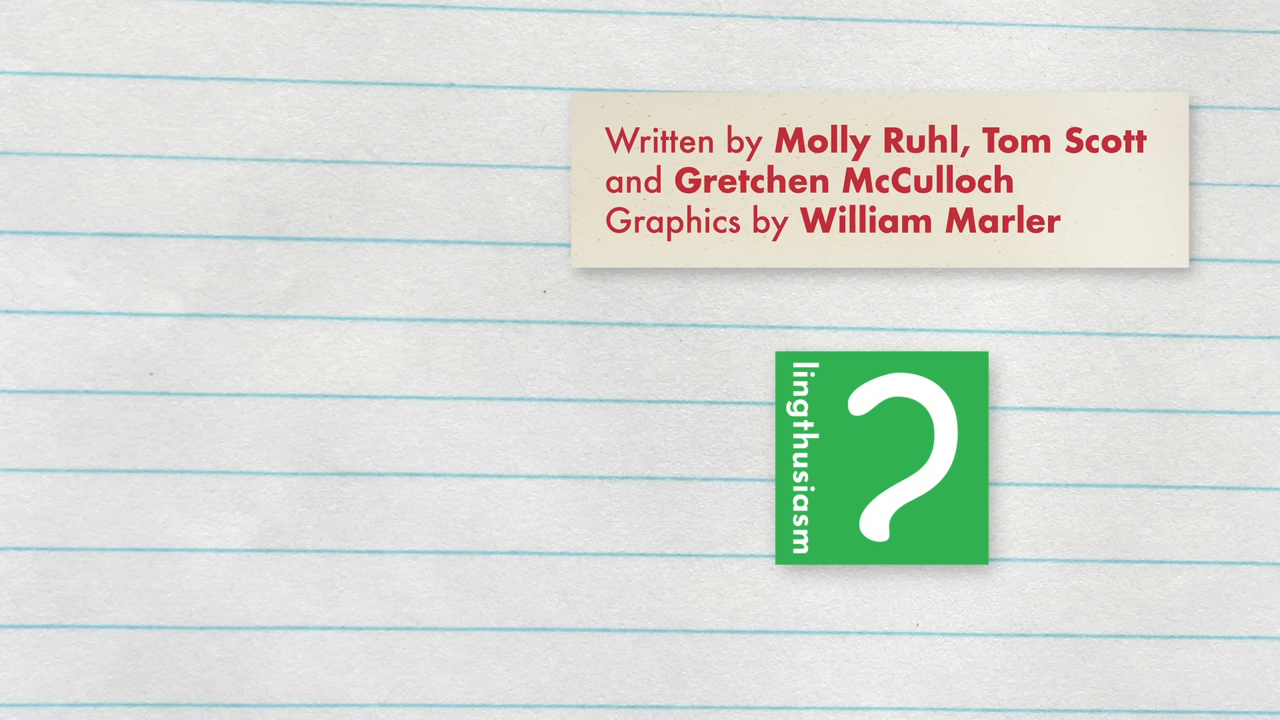 Written by Molly Ruhl, Tom Scott
and Gretchen McCulloch
Graphics by William Marler
lingthusiasm
ʔ